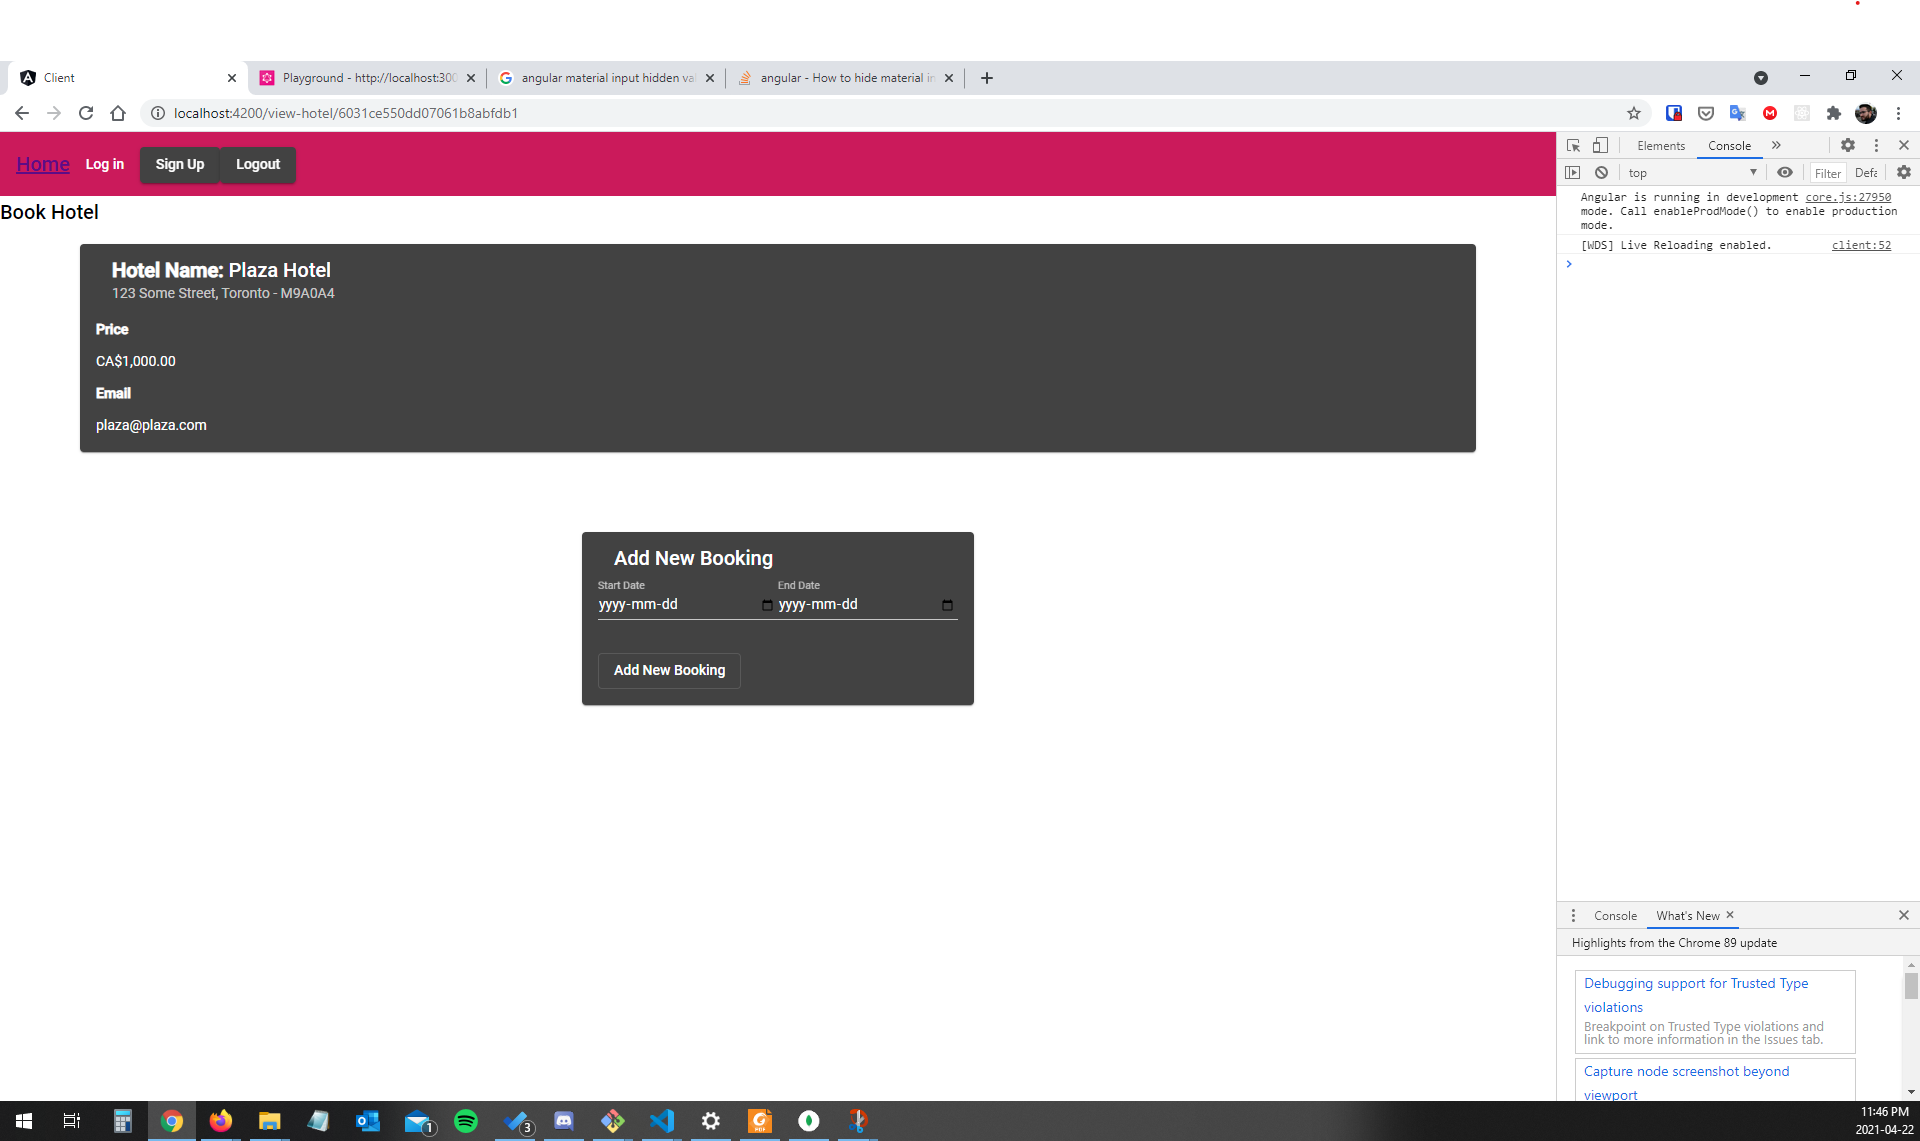 Client
Playground - http://localhost:300
angular material input hidden val
angular - How to hide material in
localhost:4200/view-hotel/6031ce550dd07061b8abfdb1
Home
Log in
Sign Up
Logout
Book Hotel
Hotel Name: Plaza Hotel
123 Some Street, Toronto - M9A0A4
Price
CA$1,000.00
Email
plaza@plaza.com
Add New Booking
Start Date
End Date
yyyy-mm-dd
yyyy-mm-dd
Add New Booking
Elements
Console
top
Filter
Defa
Angular is running in development core.js:27950
mode. Call enableProdMode() to enable production
mode.
[WDS] Live Reloading enabled. client:52
Console
What's New
Highlights from the Chrome 89 update
Debugging support for Trusted Type
violations
Breakpoint on Trusted Type violations and
link to more information in the Issues tab.
Capture node screenshot beyond
viewport
1
3
11:46 PM
2021-04-22